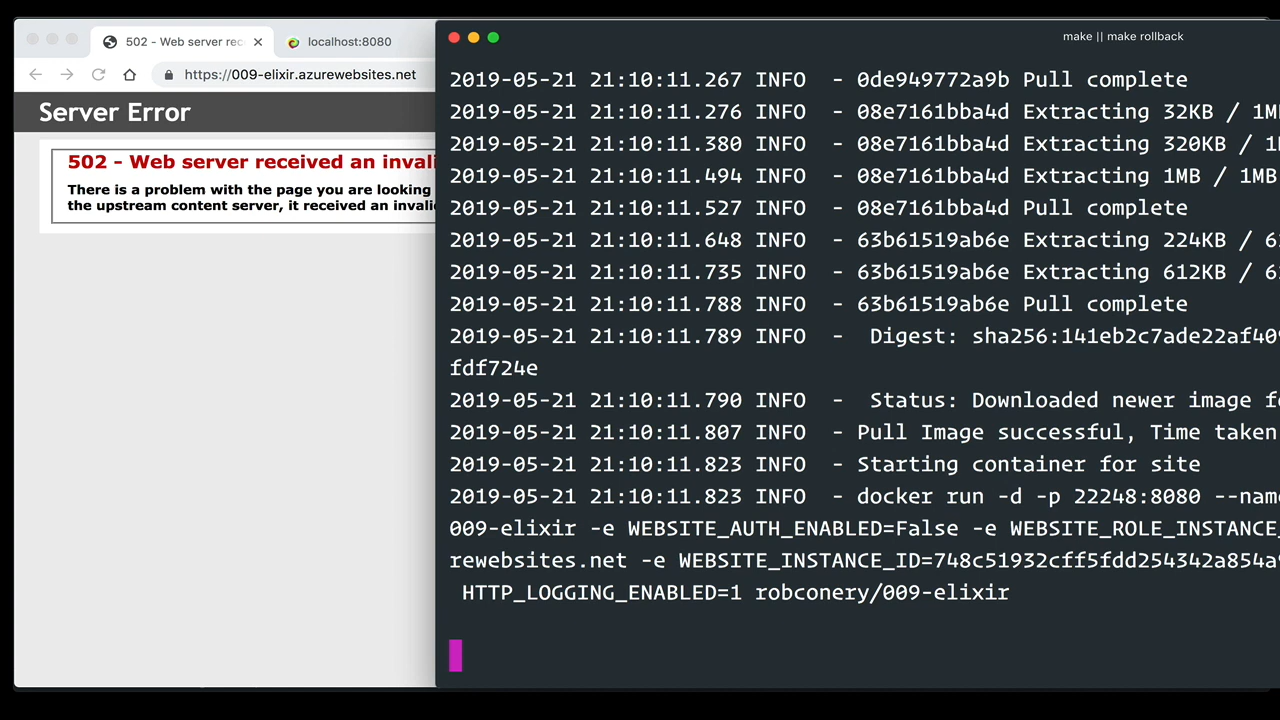 502 - Web server rec
localhost:8080
https://009-elixir.azurewebsites.net
Server Error
502 - Web server received an invali
There is a problem with the page you are looking
the upstream content server, it received an invalid
make || make rollback
2019-05-21 21:10:11.267 INFO  - 0de949772a9b Pull complete
2019-05-21 21:10:11.276 INFO  - 08e7161bba4d Extracting 32KB / 1M
2019-05-21 21:10:11.380 INFO  - 08e7161bba4d Extracting 320KB / 1
2019-05-21 21:10:11.494 INFO  - 08e7161bba4d Extracting 1MB / 1MB
2019-05-21 21:10:11.527 INFO  - 08e7161bba4d Pull complete
2019-05-21 21:10:11.648 INFO  - 63b61519ab6e Extracting 224KB / 6
2019-05-21 21:10:11.735 INFO  - 63b61519ab6e Extracting 612KB / 6
2019-05-21 21:10:11.788 INFO  - 63b61519ab6e Pull complete
2019-05-21 21:10:11.789 INFO  -  Digest: sha256:141eb2c7ade22af409
fdf724e
2019-05-21 21:10:11.790 INFO  -  Status: Downloaded newer image fo
2019-05-21 21:10:11.807 INFO  - Pull Image successful, Time taken
2019-05-21 21:10:11.823 INFO  - Starting container for site
2019-05-21 21:10:11.823 INFO  - docker run -d -p 22248:8080 --name
009-elixir -e WEBSITE_AUTH_ENABLED=False -e WEBSITE_ROLE_INSTANCE_
rewebsites.net -e WEBSITE_INSTANCE_ID=748c51932cff5fdd254342a854a9
HTTP_LOGGING_ENABLED=1 robconery/009-elixir